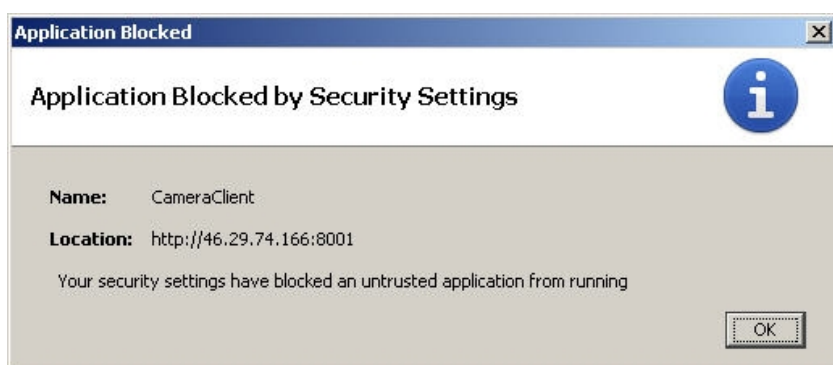 Application Blocked
Application Blocked by Security Settings
Name: CameraClient
Location: http://46.29.74.166:8001
Your security settings have blocked an untrusted application from running
OK